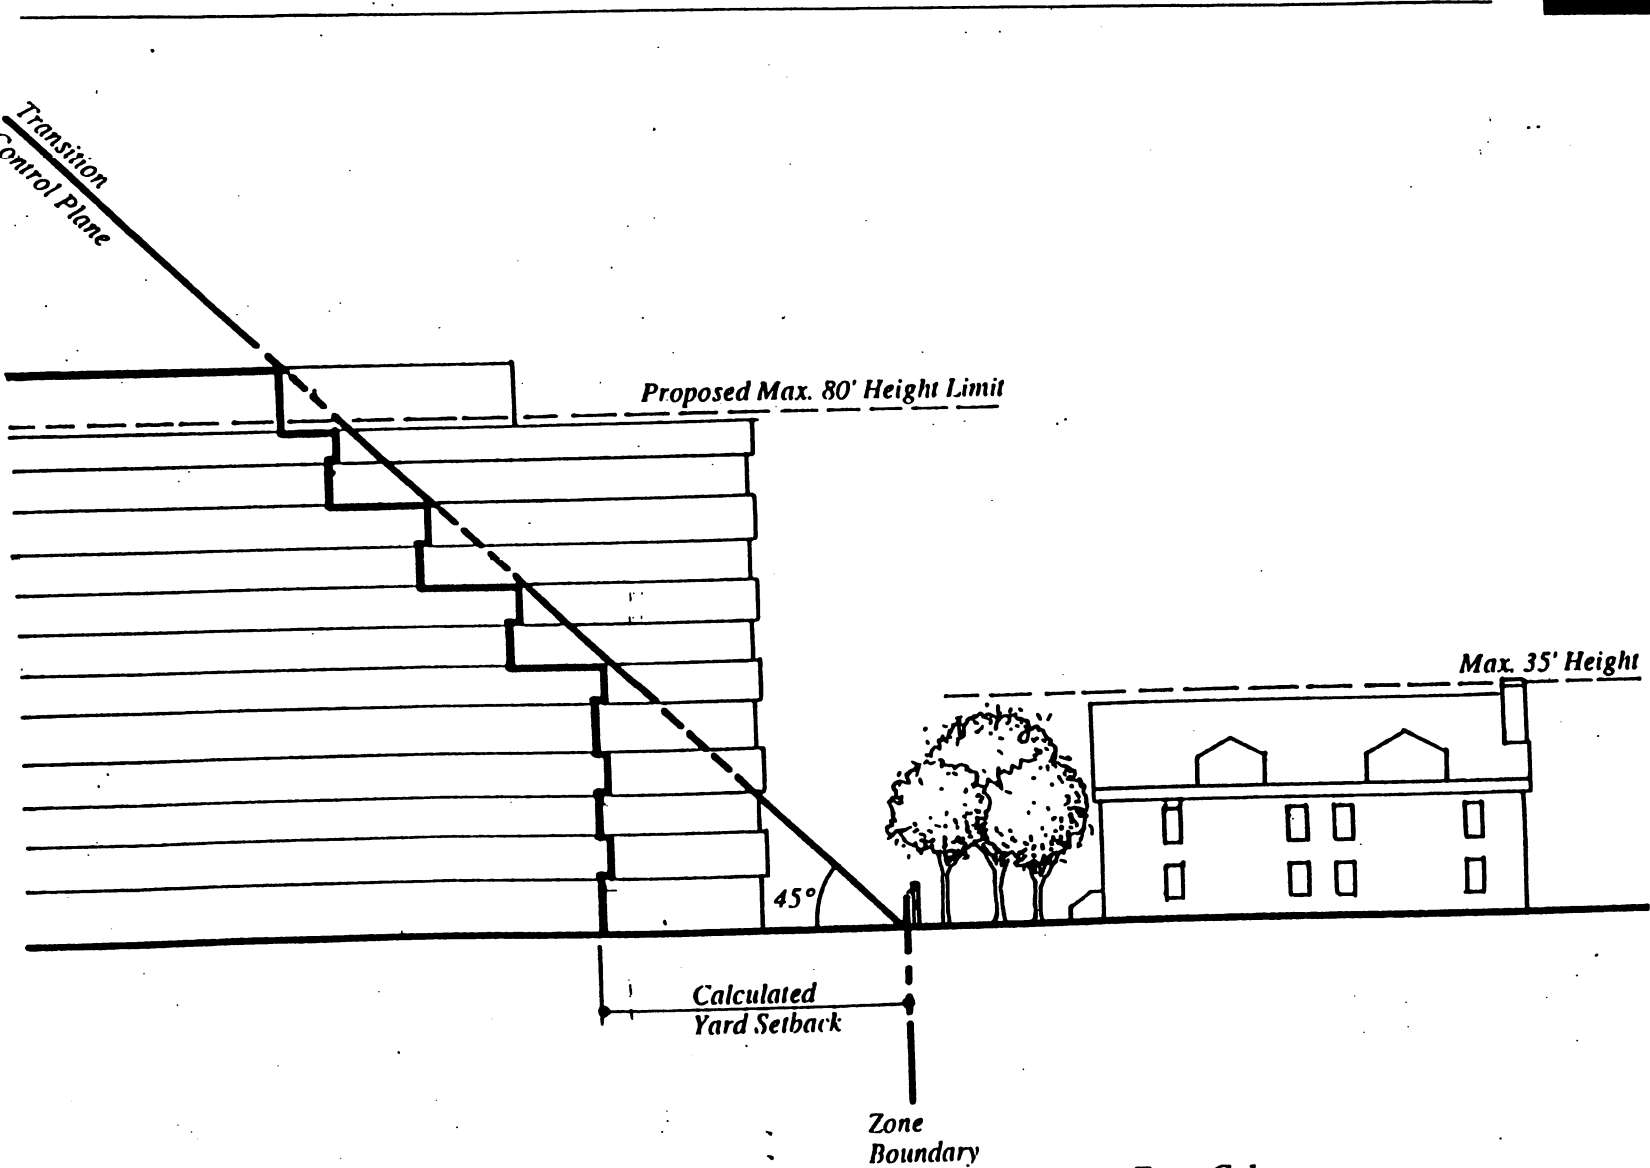 Transition
Control Plane
Proposed Max. 80' Height Limit
Max. 35' Height
45°
Calculated
Yard Setback
Zone
Boundary